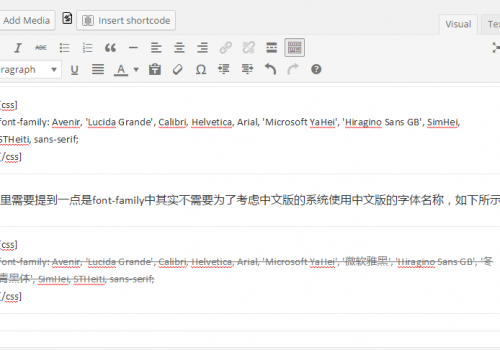 Add Media Insert shortcode
Visual Te
ragraph
[css]
font-family: Avenir, 'Lucida Grande', Calibri, Helvetica, Arial, 'Microsoft YaHei', 'Hiragino Sans GB', SimHei,
STHeiti, sans-serif;
[/css]
里需要提到一点是font-family中其实不需要为了考虑中文版的系统使用中文版的字体名称，如下所示
[css]
font-family: Avenir, 'Lucida Grande', Calibri, Helvetica, Arial, 'Microsoft YaHei', '微软雅黑', 'Hiragino Sans GB', '冬
青黑体', SimHei, STHeiti, sans-serif;
[/css]